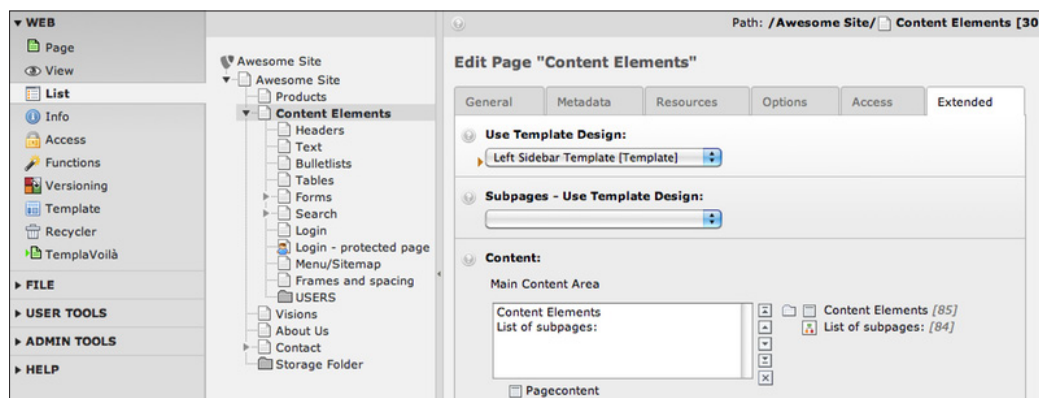 WEB
Page
View
List
Info
Access
Functions
Versioning
Template
Recycler
TemplaVoilà
FILE
USER TOOLS
ADMIN TOOLS
HELP
Awesome Site
Awesome Site
Products
Content Elements
Headers
Text
Bulletlists
Tables
Forms
Search
Login
Login - protected page
Menu/Sitemap
Frames and spacing
USERS
Visions
About Us
Contact
Storage Folder
Path: /Awesome Site/ Content Elements [30
Edit Page "Content Elements"
General Metadata Resources Options Access Extended
Use Template Design:
Left Sidebar Template [Template]
Subpages - Use Template Design:
Content:
Main Content Area
Content Elements
List of subpages:
Content Elements [85]
List of subpages: [84]
Pagecontent